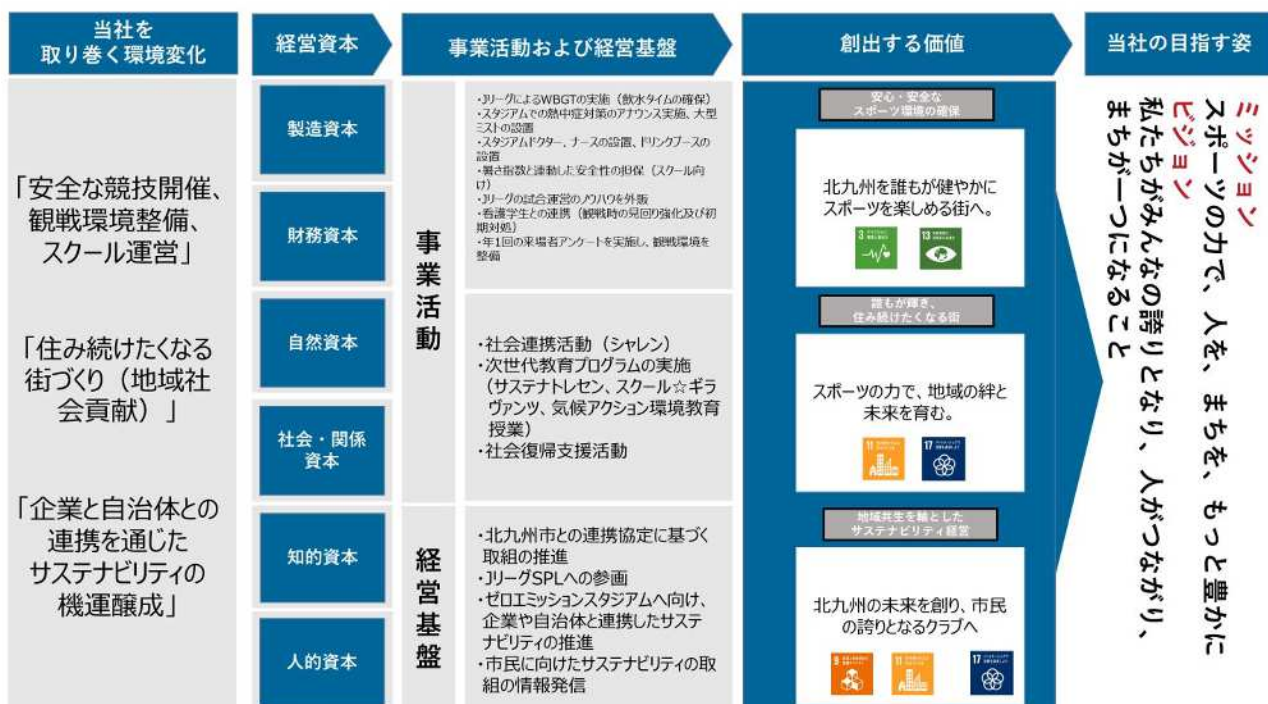 当社を
取り巻く環境変化
経営資本
事業活動および経営基盤
創出する価値
当社の目指す姿
「安全な競技開催、
観戦環境整備、
スクール運営」
「住み続けたくなる
街づくり（地域社
会貢献）」
「企業と自治体との
連携を通じた
サステナビリティの
機運醸成」
製造資本
財務資本
自然資本
社会・関係
資本
知的資本
人的資本
事業活動
・JリーグによるWBGTの実施（飲水タイムの確保）
・スタジアムでの熱中症対策のアナウンス実施、大型
ミストの設置
・スタジアムドクター、ナースの設置、ドリンクブースの
設置
・暑さ指数と連動した安全性の担保（スクール向
け）
・Jリーグの試合運営のノウハウを外販
・看護学生との連携（観戦時の見回り強化及び初
期対処）
・年1回の来場者アンケートを実施し、観戦環境を
整備
・社会連携活動（シャレン）
・次世代教育プログラムの実施
（サステナトレセン、スクール☆ギラ
ヴァンツ、気候アクション環境教育
授業）
・社会復帰支援活動
経営基盤
・北九州市との連携協定に基づく
取組の推進
・JリーグSPLへの参画
・ゼロエミッションスタジアムへ向け、
企業や自治体と連携したサステ
ナビリティの推進
・市民に向けたサステナビリティの取
組の情報発信
安心・安全な
スポーツ環境の確保
北九州を誰もが健やかに
スポーツを楽しめる街へ。
3
13
誰もが輝き、
住み続けたくなる街
スポーツの力で、地域の絆と
未来を育む。
11
17
地域共生を軸とした
サステナビリティ経営
北九州の未来を創り、市民
の誇りとなるクラブへ
9
11
17
ミッション
スポーツの力で、人を、まちを、もっと豊かに
ビジョン
私たちがみんなの誇りとなり、人がつながり、
まちが一つになること